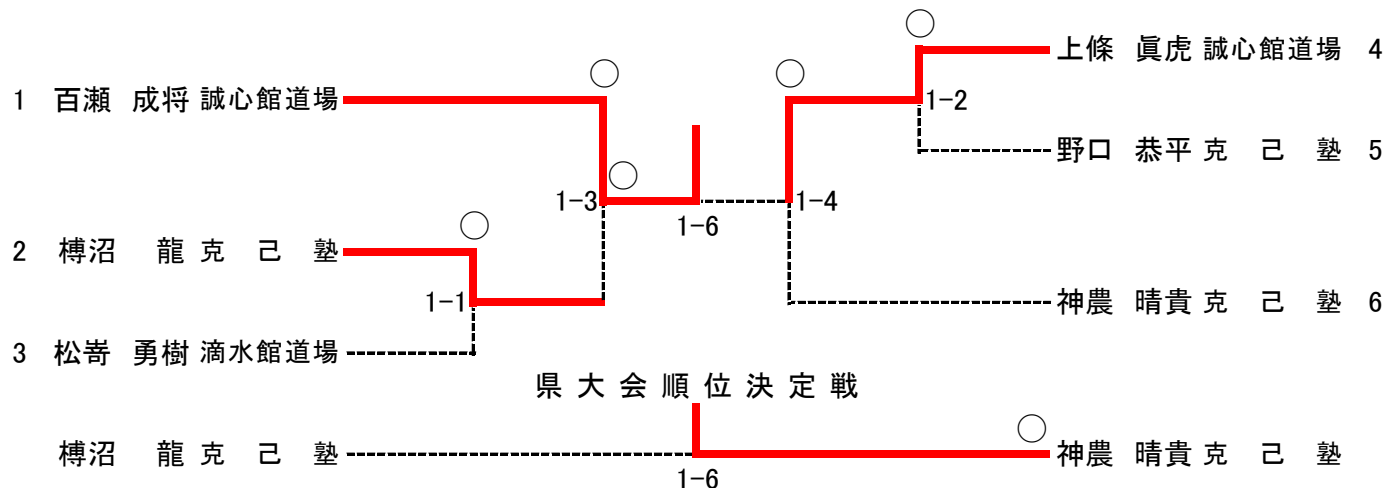 上條 眞虎 誠心館道場 4
1 百瀬 成将 誠心館道場
1-2
野口 恭平 克己塾 5
1-3
1-4
1-6
2 榑沼 龍 克己塾
1-1
神農 晴貴 克己塾 6
3 松嵜 勇樹 滴水館道場
県大会順位決定戦
榑沼 龍 克己塾
神農 晴貴 克己塾
1-6